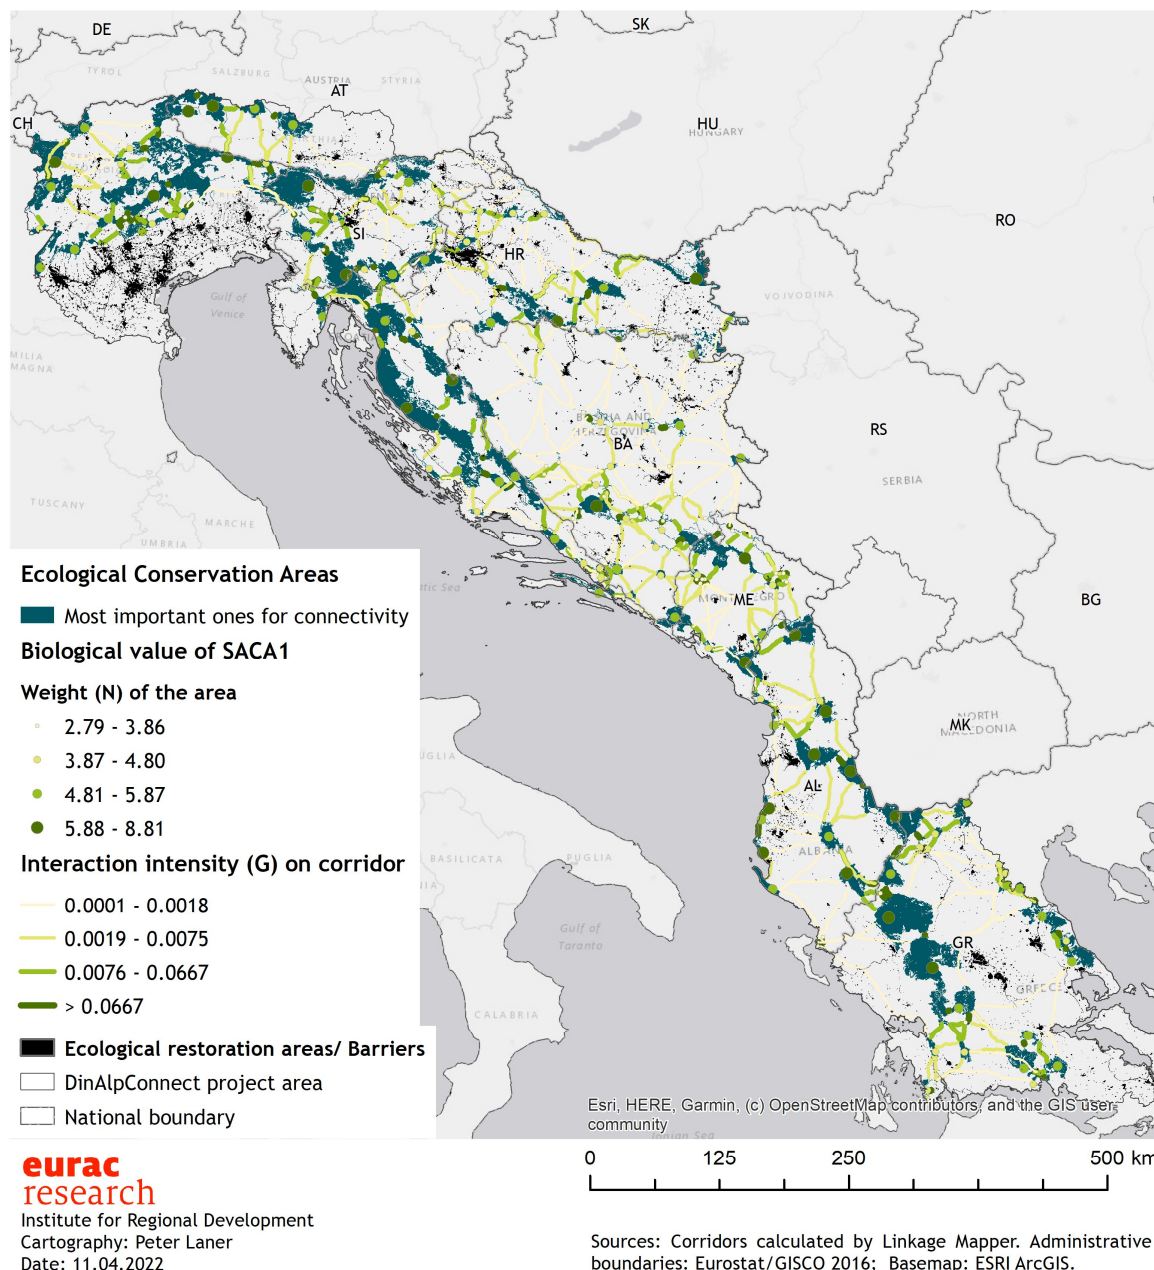 DE
SK
TYROL
SALZBURG
AUSTRIA
STYRIA
AT
CH
HU
HUNGARY
RO
SI
HR
Gulf of
Venice
VOJVODINA
MILIA
MAGNA
BA
RS
SERBIA
TUSCANY
MARCHE
UMBRIA
Ecological Conservation Areas
Most important ones for connectivity
Biological value of SACA1
Weight (N) of the area
2.79 - 3.86
3.87 - 4.80
4.81 - 5.87
5.88 - 8.81
Interaction intensity (G) on corridor
0.0001 - 0.0018
0.0019 - 0.0075
0.0076 - 0.0667
> 0.0667
Ecological restoration areas/ Barriers
DinAlpConnect project area
National boundary
atic Sea
ME
BG
NORTH
MK
MACEDONIA
UGLIA
AL
ALBANIA
BASILICATA
PUGLIA
NIA
Gulf of
Taranto
GR
GREECE
CALABRIA
Esri, HERE, Garmin, (c) OpenStreetMap contributors, and the GIS user
community
Ionian Sea
0 125 250 500 km
eurac
research
Institute for Regional Development
Cartography: Peter Laner
Date: 11.04.2022
Sources: Corridors calculated by Linkage Mapper. Administrative
boundaries: Eurostat/GISCO 2016; Basemap: ESRI ArcGIS.